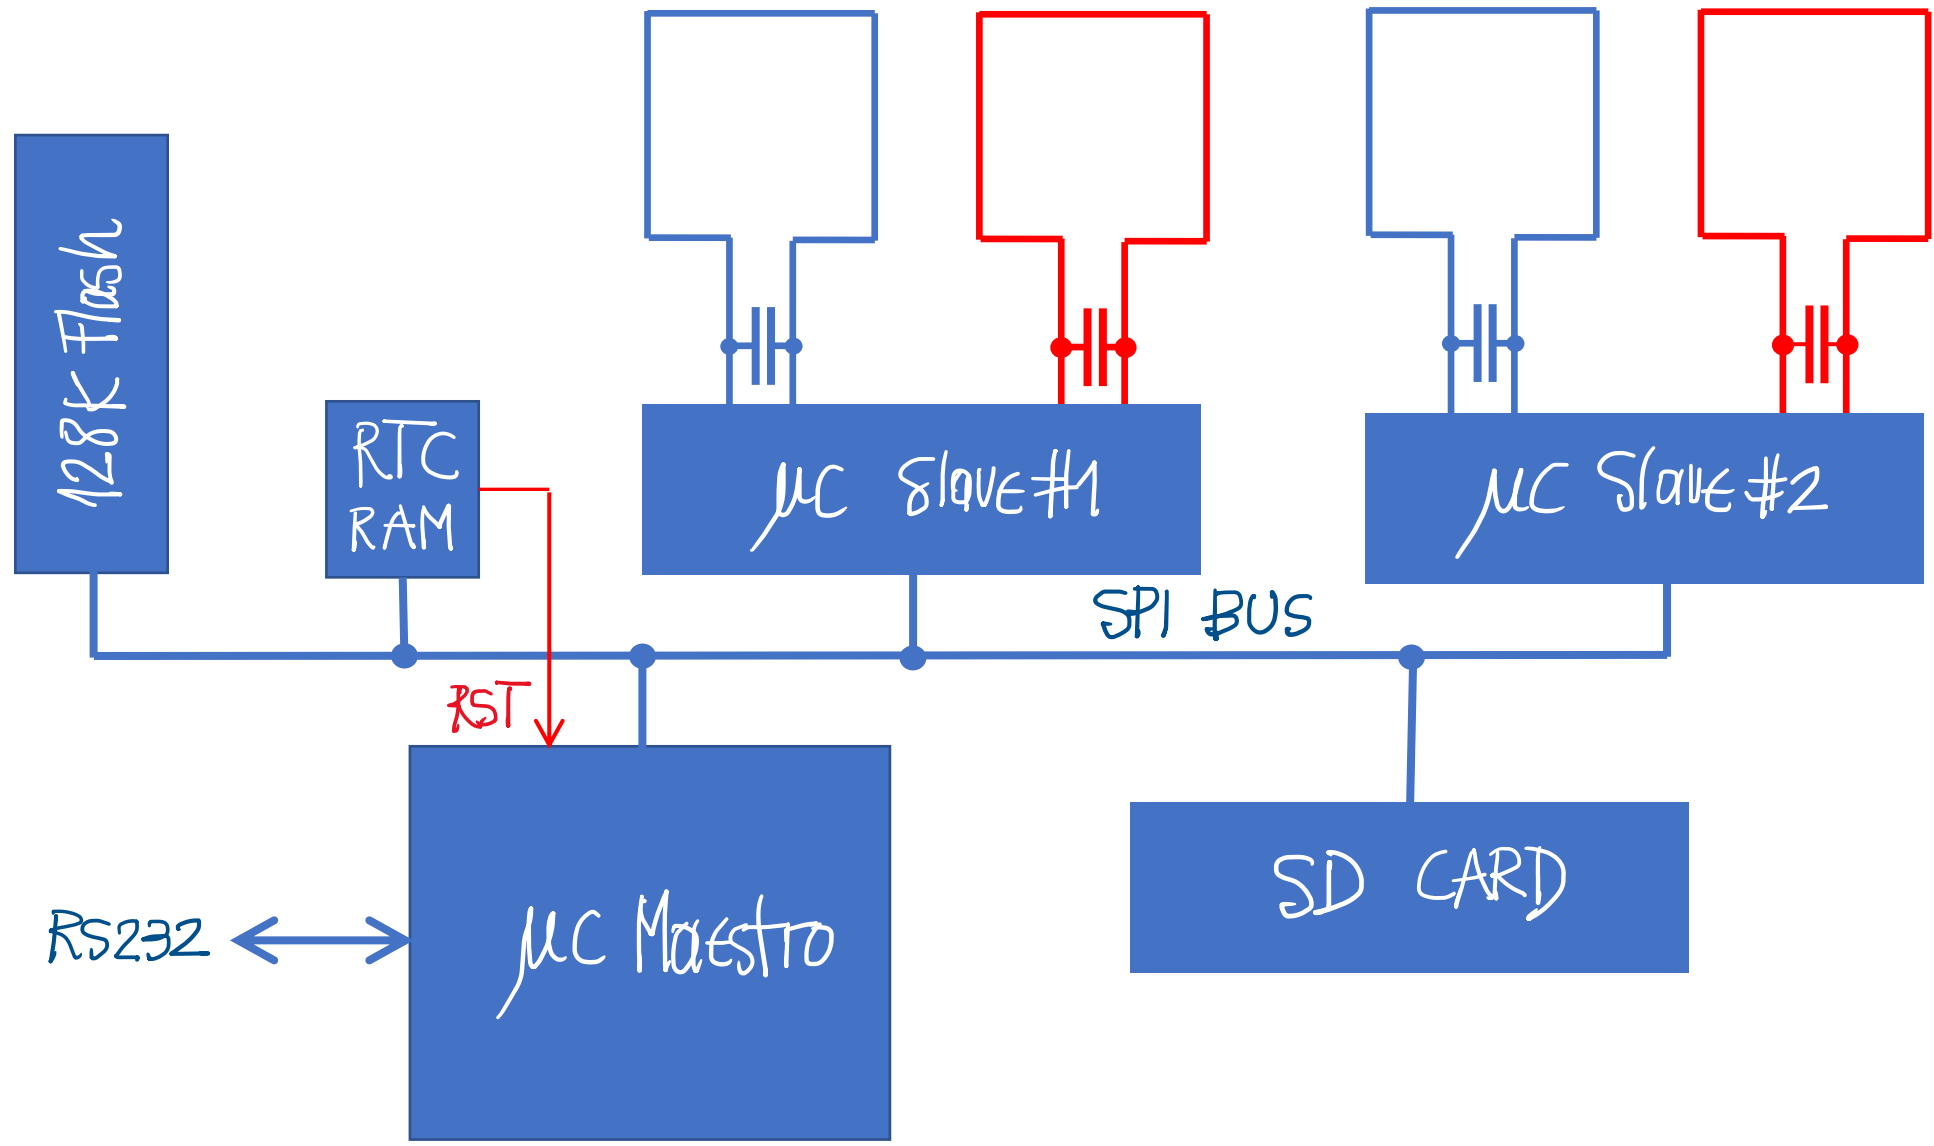 128K Flash
RTC
RAM
µC Slave #1
µC Slave #2
SPI BUS
RST
RS232
µC Maestro
SD CARD